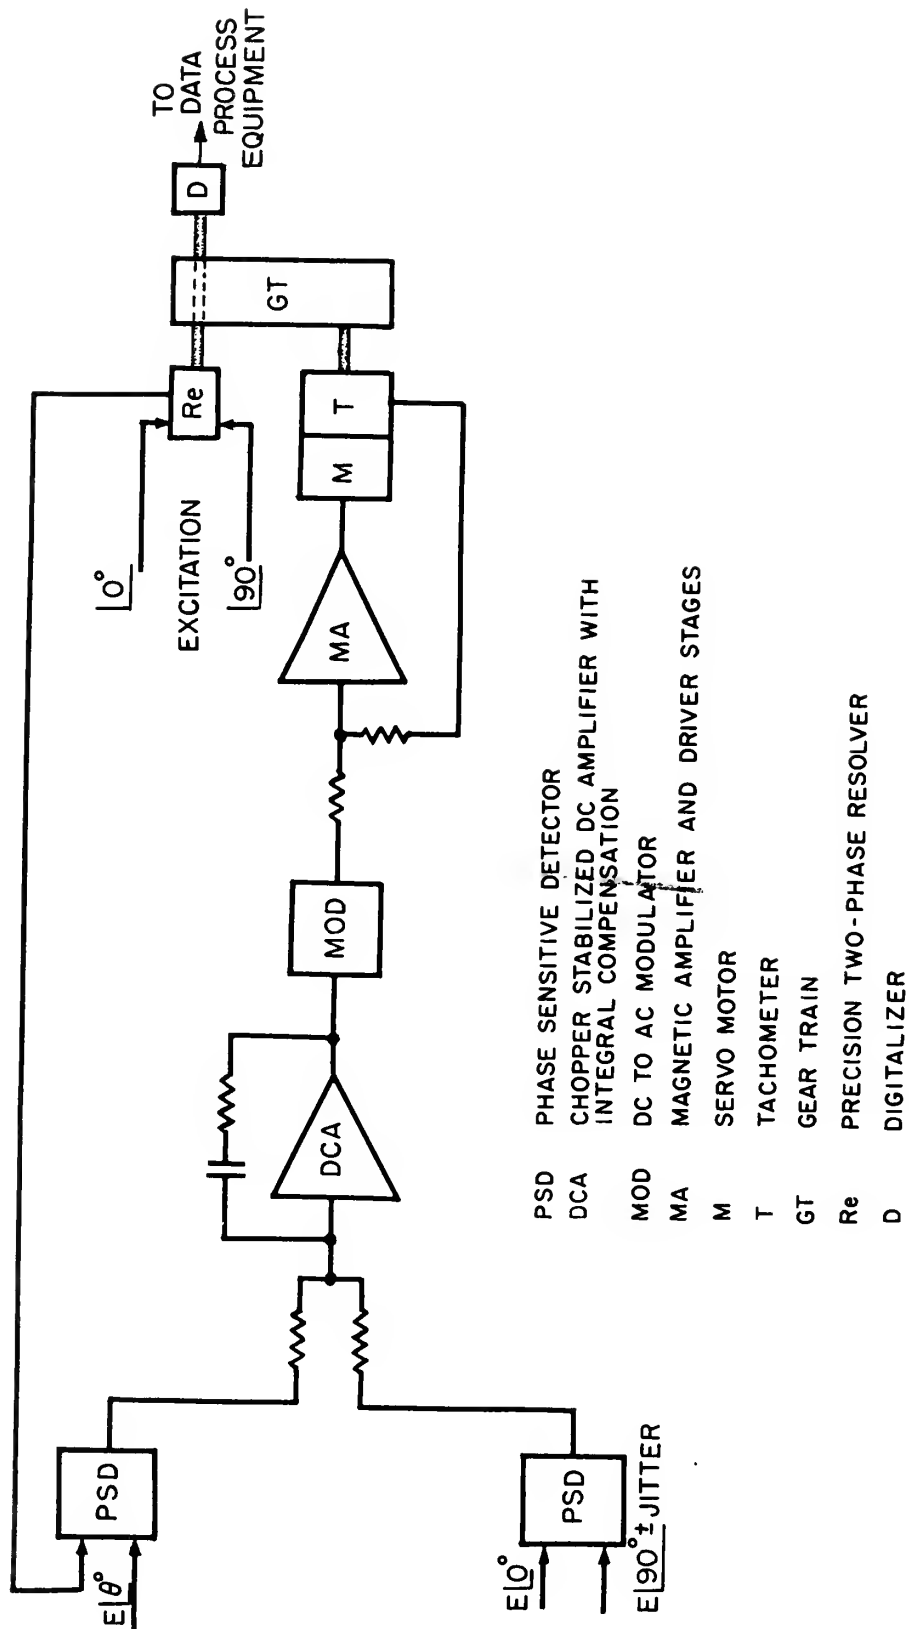 E|θ°
PSD
E|0°
E|90° ± JITTER
PSD
DCA
MOD
MA
M
T
|0°
EXCITATION
|90°
Re
GT
D
TO
DATA
PROCESS
EQUIPMENT
PSD PHASE SENSITIVE DETECTOR
DCA CHOPPER STABILIZED DC AMPLIFIER WITH
INTEGRAL COMPENSATION
MOD DC TO AC MODULATOR
MA MAGNETIC AMPLIFIER AND DRIVER STAGES
M SERVO MOTOR
T TACHOMETER
GT GEAR TRAIN
Re PRECISION TWO-PHASE RESOLVER
D DIGITALIZER